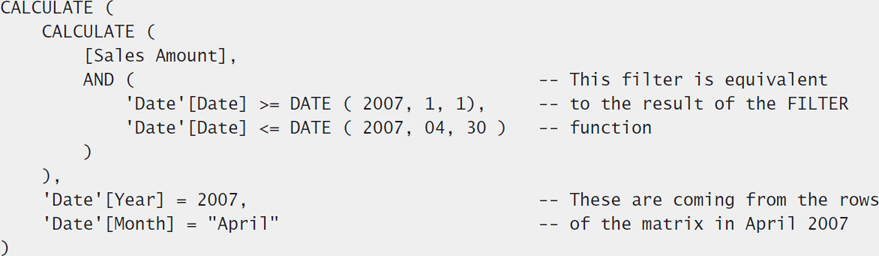 CALCULATE (
    CALCULATE (
        [Sales Amount],
        AND (                                       -- This filter is equivalent
            'Date'[Date] >= DATE ( 2007, 1, 1),     -- to the result of the FILTER
            'Date'[Date] <= DATE ( 2007, 04, 30 )   -- function
        )
    ),
    'Date'[Year] = 2007,                            -- These are coming from the rows
    'Date'[Month] = "April"                         -- of the matrix in April 2007
)